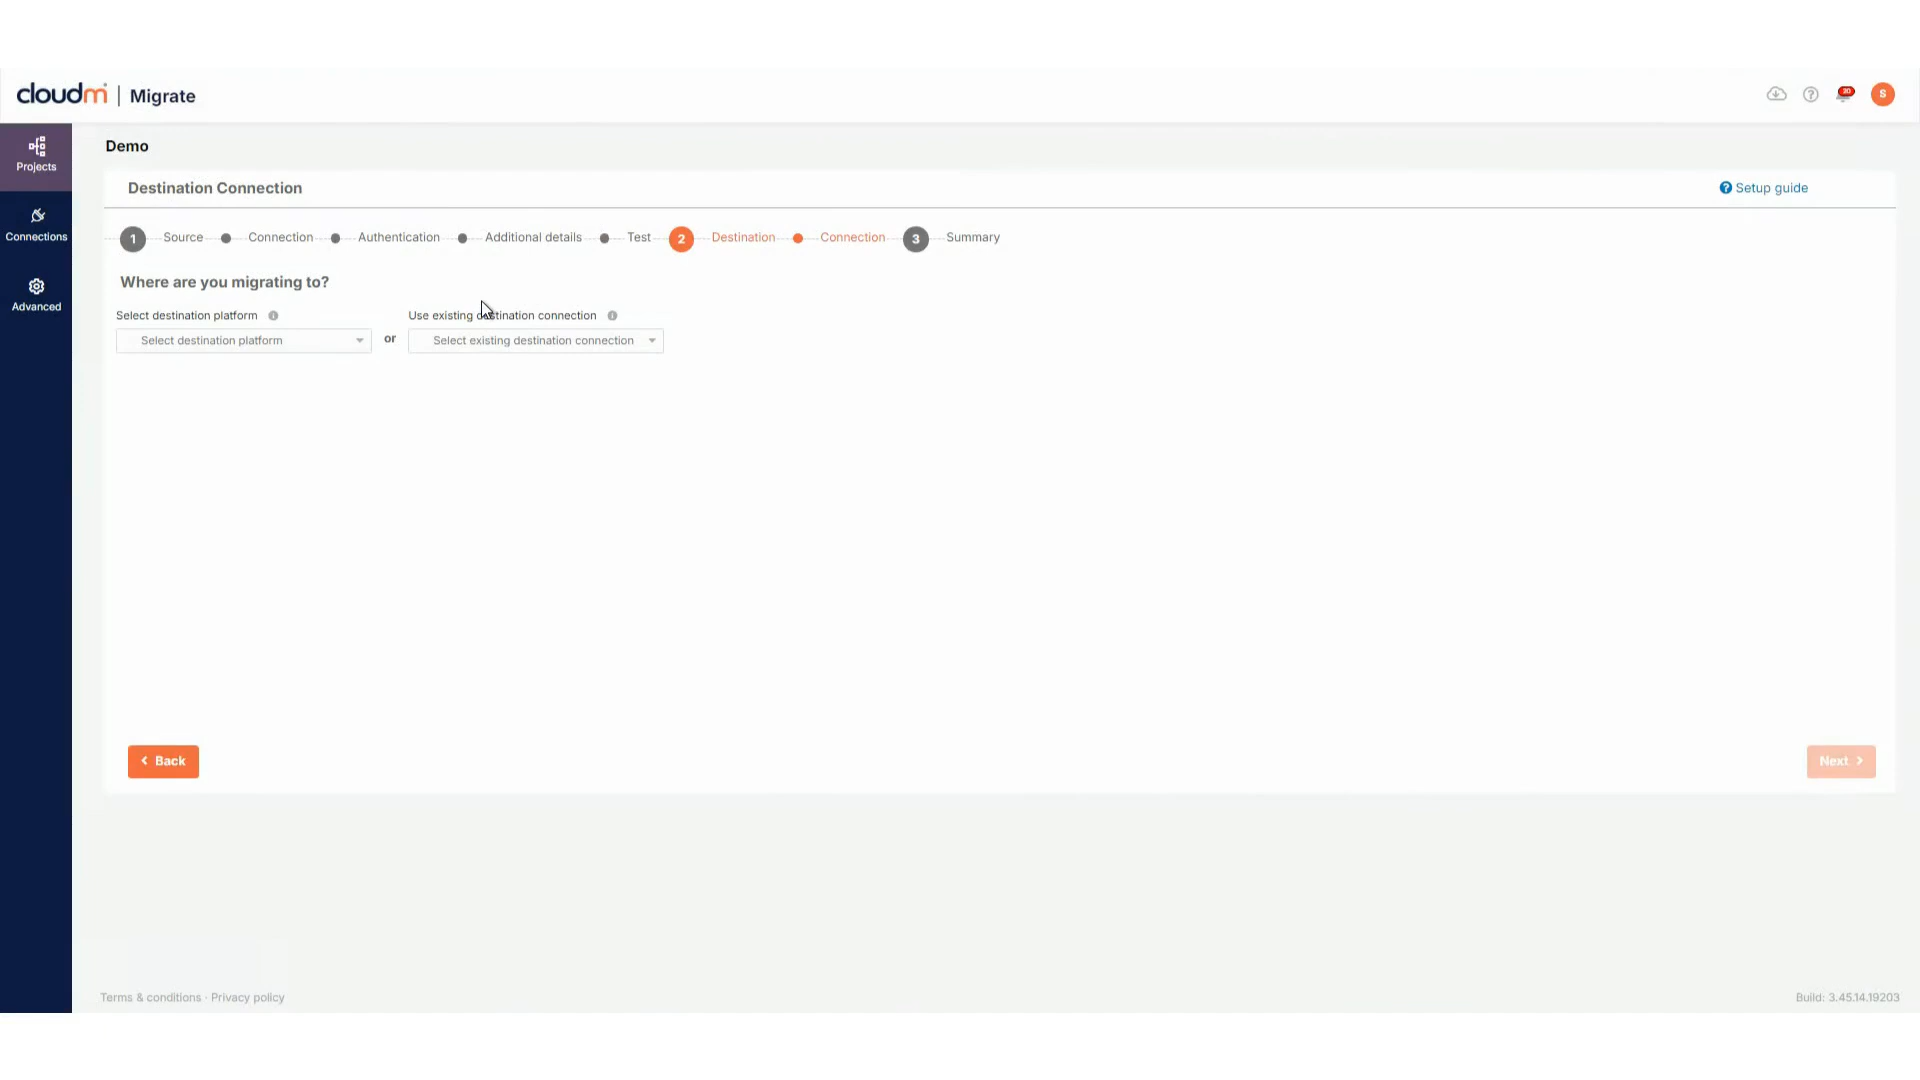 cloudm | Migrate
30
S
Projects
Connections
Advanced
Demo
Destination Connection
Setup guide
1 Source Connection Authentication Additional details Test 2 Destination Connection 3 Summary
Where are you migrating to?
Select destination platform
Use existing destination connection
Select destination platform
or
Select existing destination connection
Back
Next
Terms & conditions · Privacy policy
Build: 3.45.14.19203